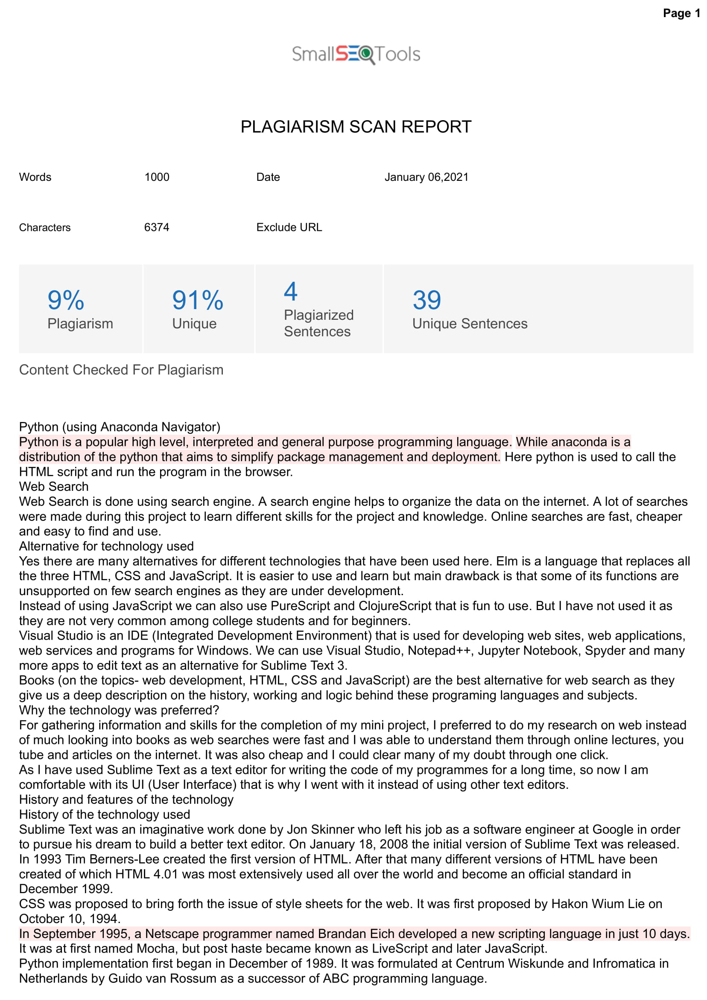 Page 1
SmallSEOTools
PLAGIARISM SCAN REPORT
Words 1000 Date January 06,2021
Characters 6374 Exclude URL
9% Plagiarism
91% Unique
4 Plagiarized Sentences
39 Unique Sentences
Content Checked For Plagiarism
Python (using Anaconda Navigator)
Python is a popular high level, interpreted and general purpose programming language. While anaconda is a
distribution of the python that aims to simplify package management and deployment. Here python is used to call the
HTML script and run the program in the browser.
Web Search
Web Search is done using search engine. A search engine helps to organize the data on the internet. A lot of searches
were made during this project to learn different skills for the project and knowledge. Online searches are fast, cheaper
and easy to find and use.
Alternative for technology used
Yes there are many alternatives for different technologies that have been used here. Elm is a language that replaces all
the three HTML, CSS and JavaScript. It is easier to use and learn but main drawback is that some of its functions are
unsupported on few search engines as they are under development.
Instead of using JavaScript we can also use PureScript and ClojureScript that is fun to use. But I have not used it as
they are not very common among college students and for beginners.
Visual Studio is an IDE (Integrated Development Environment) that is used for developing web sites, web applications,
web services and programs for Windows. We can use Visual Studio, Notepad++, Jupyter Notebook, Spyder and many
more apps to edit text as an alternative for Sublime Text 3.
Books (on the topics- web development, HTML, CSS and JavaScript) are the best alternative for web search as they
give us a deep description on the history, working and logic behind these programing languages and subjects.
Why the technology was preferred?
For gathering information and skills for the completion of my mini project, I preferred to do my research on web instead
of much looking into books as web searches were fast and I was able to understand them through online lectures, you
tube and articles on the internet. It was also cheap and I could clear many of my doubt through one click.
As I have used Sublime Text as a text editor for writing the code of my programmes for a long time, so now I am
comfortable with its UI (User Interface) that is why I went with it instead of using other text editors.
History and features of the technology
History of the technology used
Sublime Text was an imaginative work done by Jon Skinner who left his job as a software engineer at Google in order
to pursue his dream to build a better text editor. On January 18, 2008 the initial version of Sublime Text was released.
In 1993 Tim Berners-Lee created the first version of HTML. After that many different versions of HTML have been
created of which HTML 4.01 was most extensively used all over the world and become an official standard in
December 1999.
CSS was proposed to bring forth the issue of style sheets for the web. It was first proposed by Hakon Wium Lie on
October 10, 1994.
In September 1995, a Netscape programmer named Brandan Eich developed a new scripting language in just 10 days.
It was at first named Mocha, but post haste became known as LiveScript and later JavaScript.
Python implementation first began in December of 1989. It was formulated at Centrum Wiskunde and Infromatica in
Netherlands by Guido van Rossum as a successor of ABC programming language.